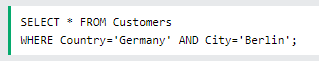 SELECT * FROM Customers
WHERE Country='Germany' AND City='Berlin';